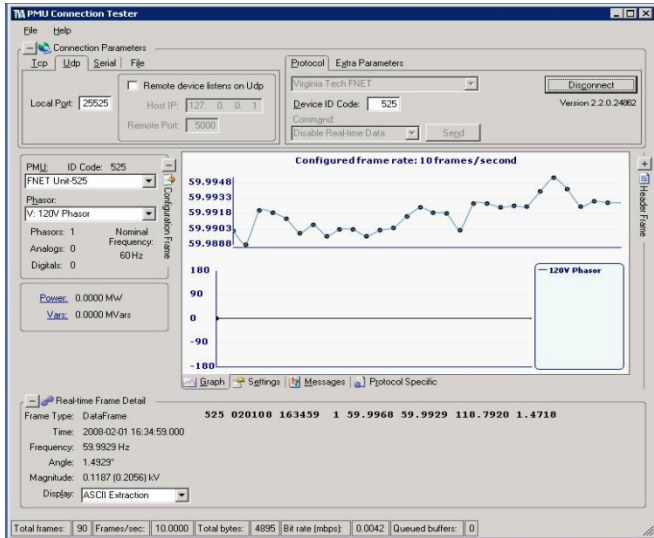 PMU Connection Tester
File Help
Connection Parameters
Tcp Udp Serial File
Local Port: 25525
Remote device listens on Udp
Host IP: 127. 0. 0. 1
Remote Port: 5000
Protocol Extra Parameters
Virginia Tech FNET
Device ID Code: 525
Command:
Disable Real-time Data Send
Disconnect
Version 2.2.0.24862
PMU: ID Code: 525
FNET Unit-525
Phasor:
V: 120V Phasor
Phasors: 1
Analogs: 0
Digitals: 0
Nominal
Frequency:
60 Hz
Configuration Frame
Power: 0.0000 MW
Vars: 0.0000 MVars
Configured frame rate: 10 frames/second
59.9948
59.9933
59.9918
59.9903
59.9888
180
90
0
-90
-180
120V Phasor
Header Frame
Graph Settings Messages Protocol Specific
Real-time Frame Detail
Frame Type: DataFrame
Time: 2008-02-01 16:34:59.000
Frequency: 59.9929 Hz
Angle: 1.4929°
Magnitude: 0.1187 (0.2056) kV
Display: ASCII Extraction
525 020108 163459 1 59.9968 59.9929 118.7920 1.4718
Total frames: 90 Frames/sec: 10.0000 Total bytes: 4895 Bit rate (mbps): 0.0042 Queued buffers: 0